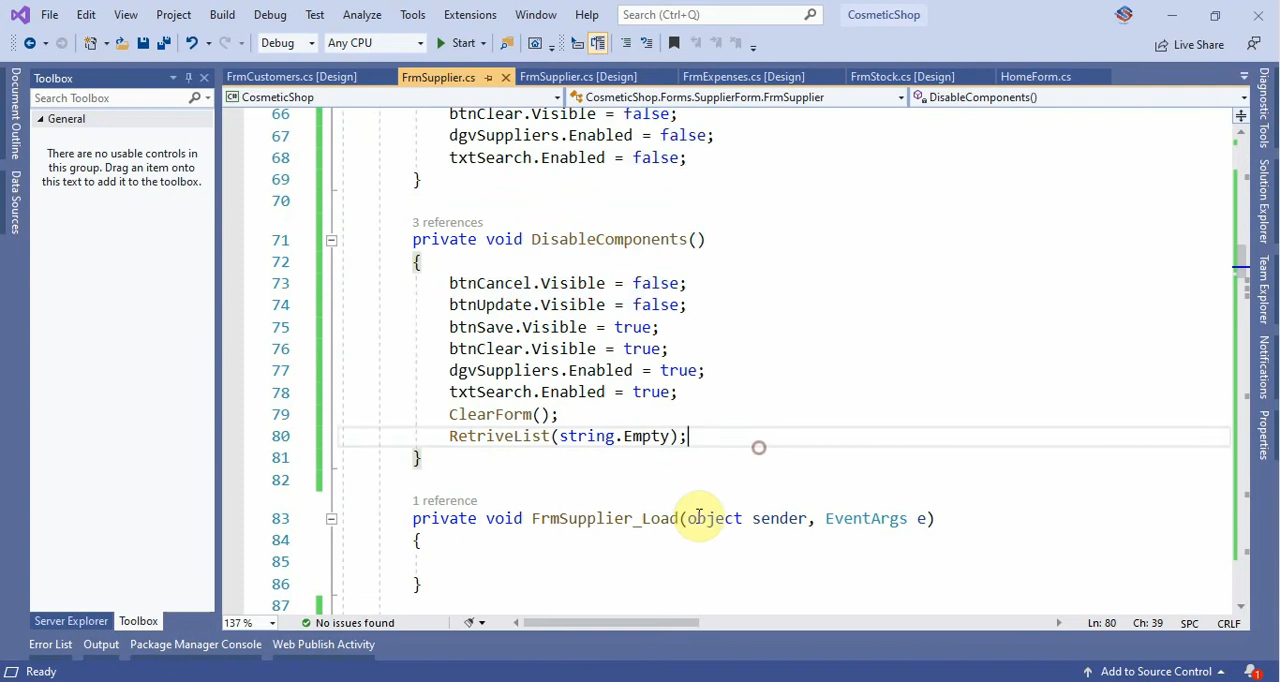 File Edit View Project Build Debug Test Analyze Tools Extensions Window Help Search (Ctrl+Q) CosmeticShop
Debug Any CPU Start Live Share
Toolbox
FrmCustomers.cs [Design] FrmSupplier.cs FrmSupplier.cs [Design] FrmExpenses.cs [Design] FrmStock.cs [Design] HomeForm.cs
Search Toolbox
CosmeticShop CosmeticShop.Forms.SupplierForm.FrmSupplier DisableComponents()
General
There are no usable controls in
this group. Drag an item onto
this text to add it to the toolbox.
Document Outline
Data Sources
66 btnClear.Visible = false;
67 dgvSuppliers.Enabled = false;
68 txtSearch.Enabled = false;
69 }
70
3 references
71 private void DisableComponents()
72 {
73 btnCancel.Visible = false;
74 btnUpdate.Visible = false;
75 btnSave.Visible = true;
76 btnClear.Visible = true;
77 dgvSuppliers.Enabled = true;
78 txtSearch.Enabled = true;
79 ClearForm();
80 RetriveList(string.Empty);
81 }
82
1 reference
83 private void FrmSupplier_Load(object sender, EventArgs e)
84 {
85
86 }
87
Diagnostic Tools
Solution Explorer
Team Explorer
Notifications
Properties
Server Explorer Toolbox
137 % No issues found Ln: 80 Ch: 39 SPC CRLF
Error List Output Package Manager Console Web Publish Activity
Ready Add to Source Control 1